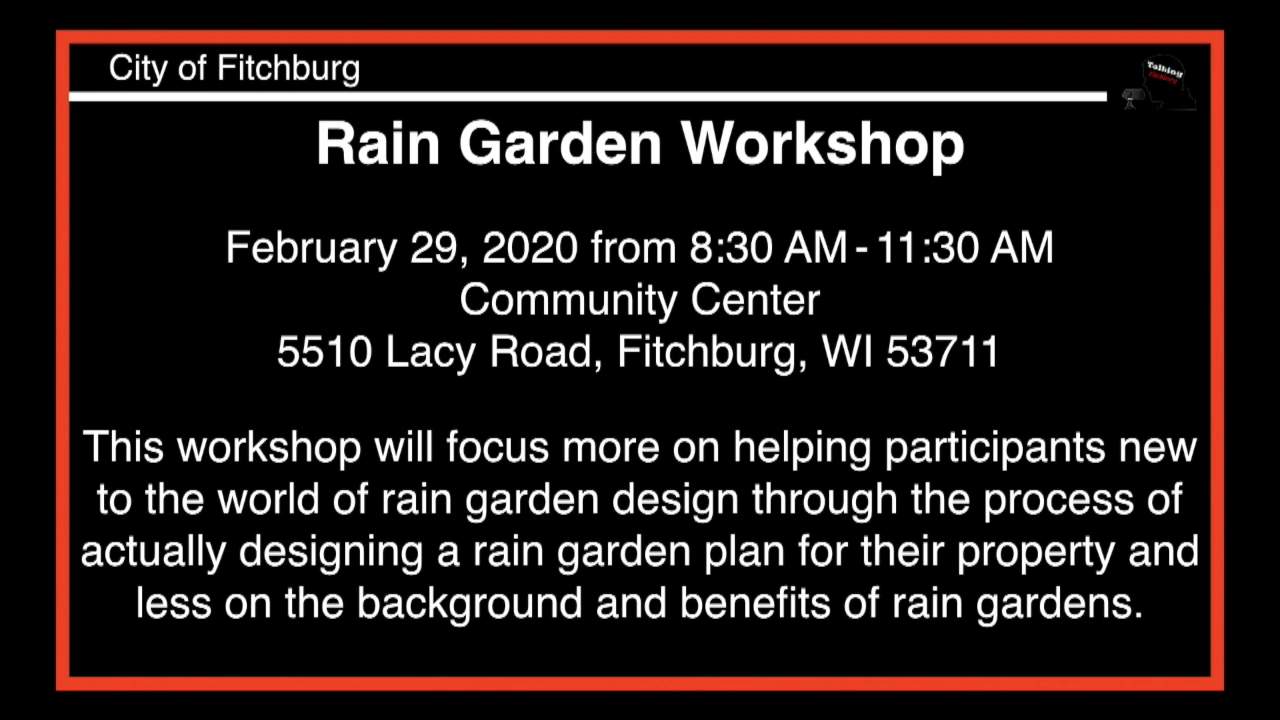 City of Fitchburg
Talking
Fitchburg
Rain Garden Workshop
February 29, 2020 from 8:30 AM - 11:30 AM
Community Center
5510 Lacy Road, Fitchburg, WI 53711
This workshop will focus more on helping participants new
to the world of rain garden design through the process of
actually designing a rain garden plan for their property and
less on the background and benefits of rain gardens.